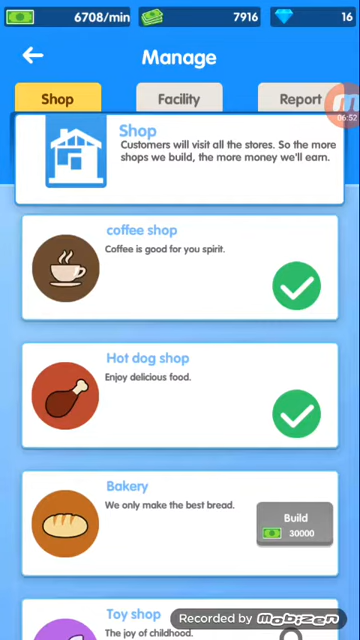 6708/min 7916 16
Manage
Shop Facility Report
06:52
Shop
Customers will visit all the stores. So the more
shops we build, the more money we'll earn.
coffee shop
Coffee is good for you spirit.
Hot dog shop
Enjoy delicious food.
Bakery
We only make the best bread.
Build
30000
Toy shop
The joy of childhood.
Recorded by Mobizen